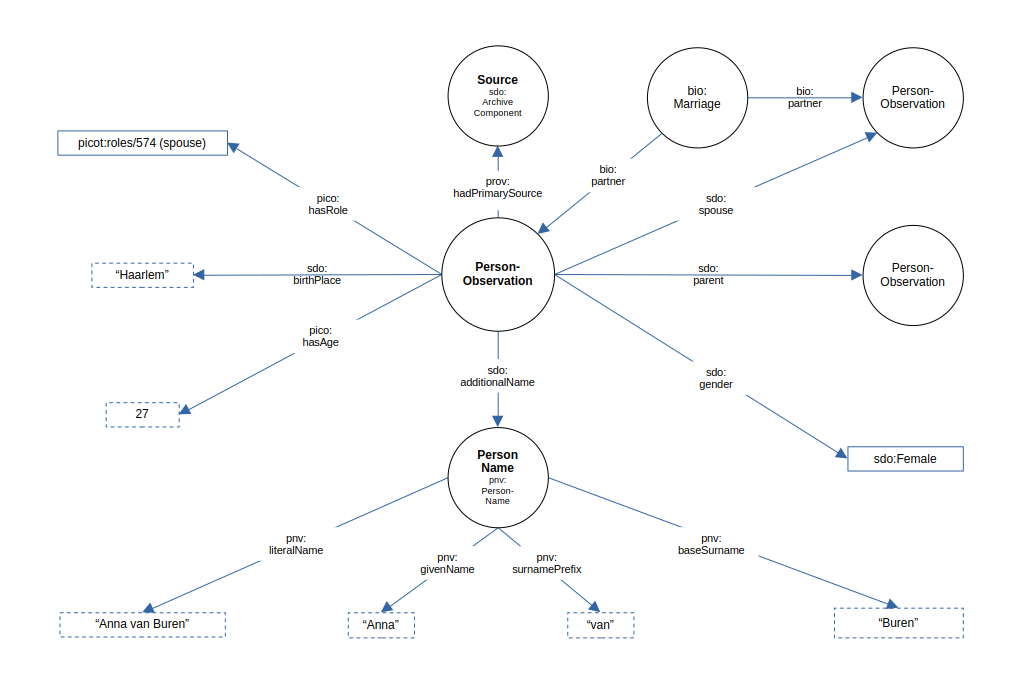 Source
sdo:
Archive
Component
bio:
Marriage
bio:
partner
Person-
Observation
picot:roles/574 (spouse)
prov:
hadPrimarySource
bio:
partner
pico:
hasRole
sdo:
spouse
"Haarlem"
sdo:
birthPlace
Person-
Observation
sdo:
parent
Person-
Observation
pico:
hasAge
sdo:
additionalName
sdo:
gender
27
Person
Name
pnv:
Person-
Name
sdo:Female
pnv:
literalName
pnv:
givenName
pnv:
surnamePrefix
pnv:
baseSurname
“Anna van Buren”
“Anna”
“van”
“Buren”